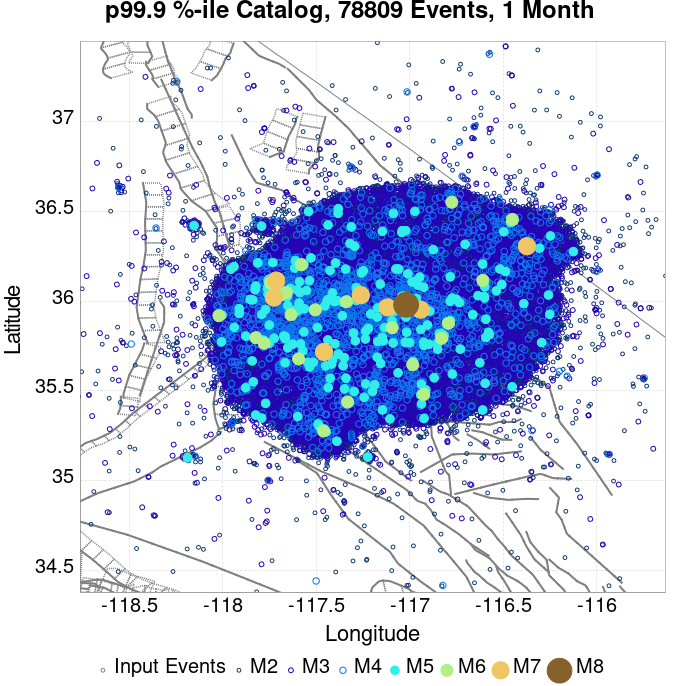 p99.9 %-ile Catalog, 78809 Events, 1 Month
37
36.5
36
35.5
35
34.5
Latitude
-118.5 -118 -117.5 -117 -116.5 -116
Longitude
Input Events M2 M3 M4 M5 M6 M7 M8